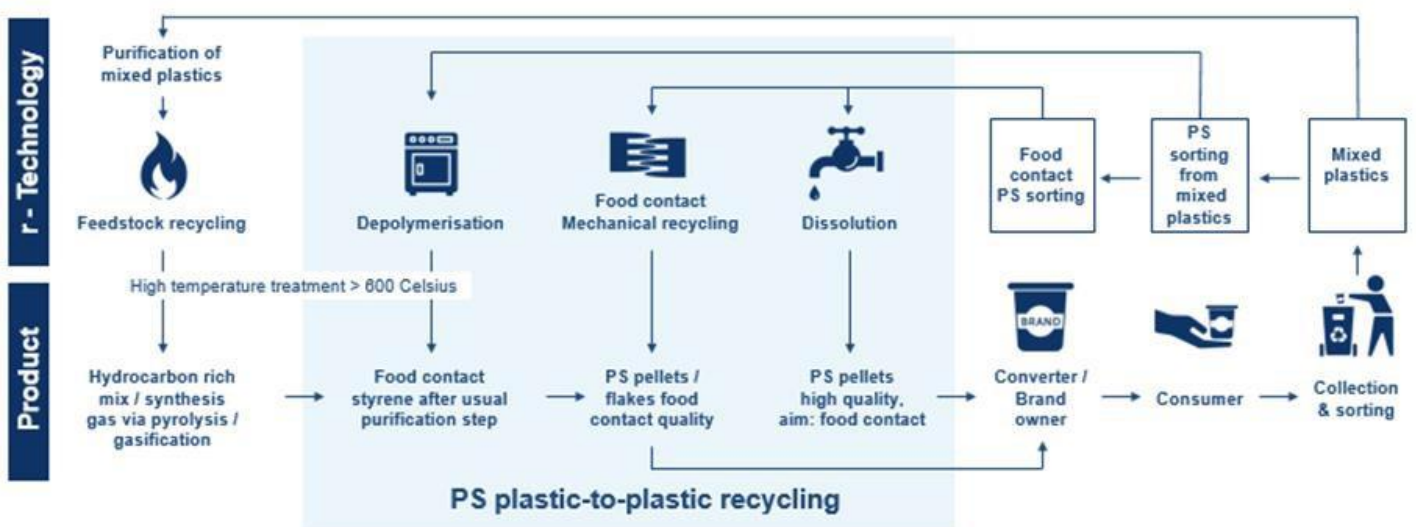 r - Technology
Purification of
mixed plastics
Feedstock recycling
Depolymerisation
Food contact
Mechanical recycling
Dissolution
Food
contact
PS sorting
PS
sorting
from
mixed
plastics
Mixed
plastics
High temperature treatment > 600 Celsius
BRAND
Product
Hydrocarbon rich
mix / synthesis
gas via pyrolysis /
gasification
Food contact
styrene after usual
purification step
PS pellets /
flakes food
contact quality
PS pellets
high quality,
aim: food contact
Converter /
Brand
owner
Consumer
Collection
& sorting
PS plastic-to-plastic recycling